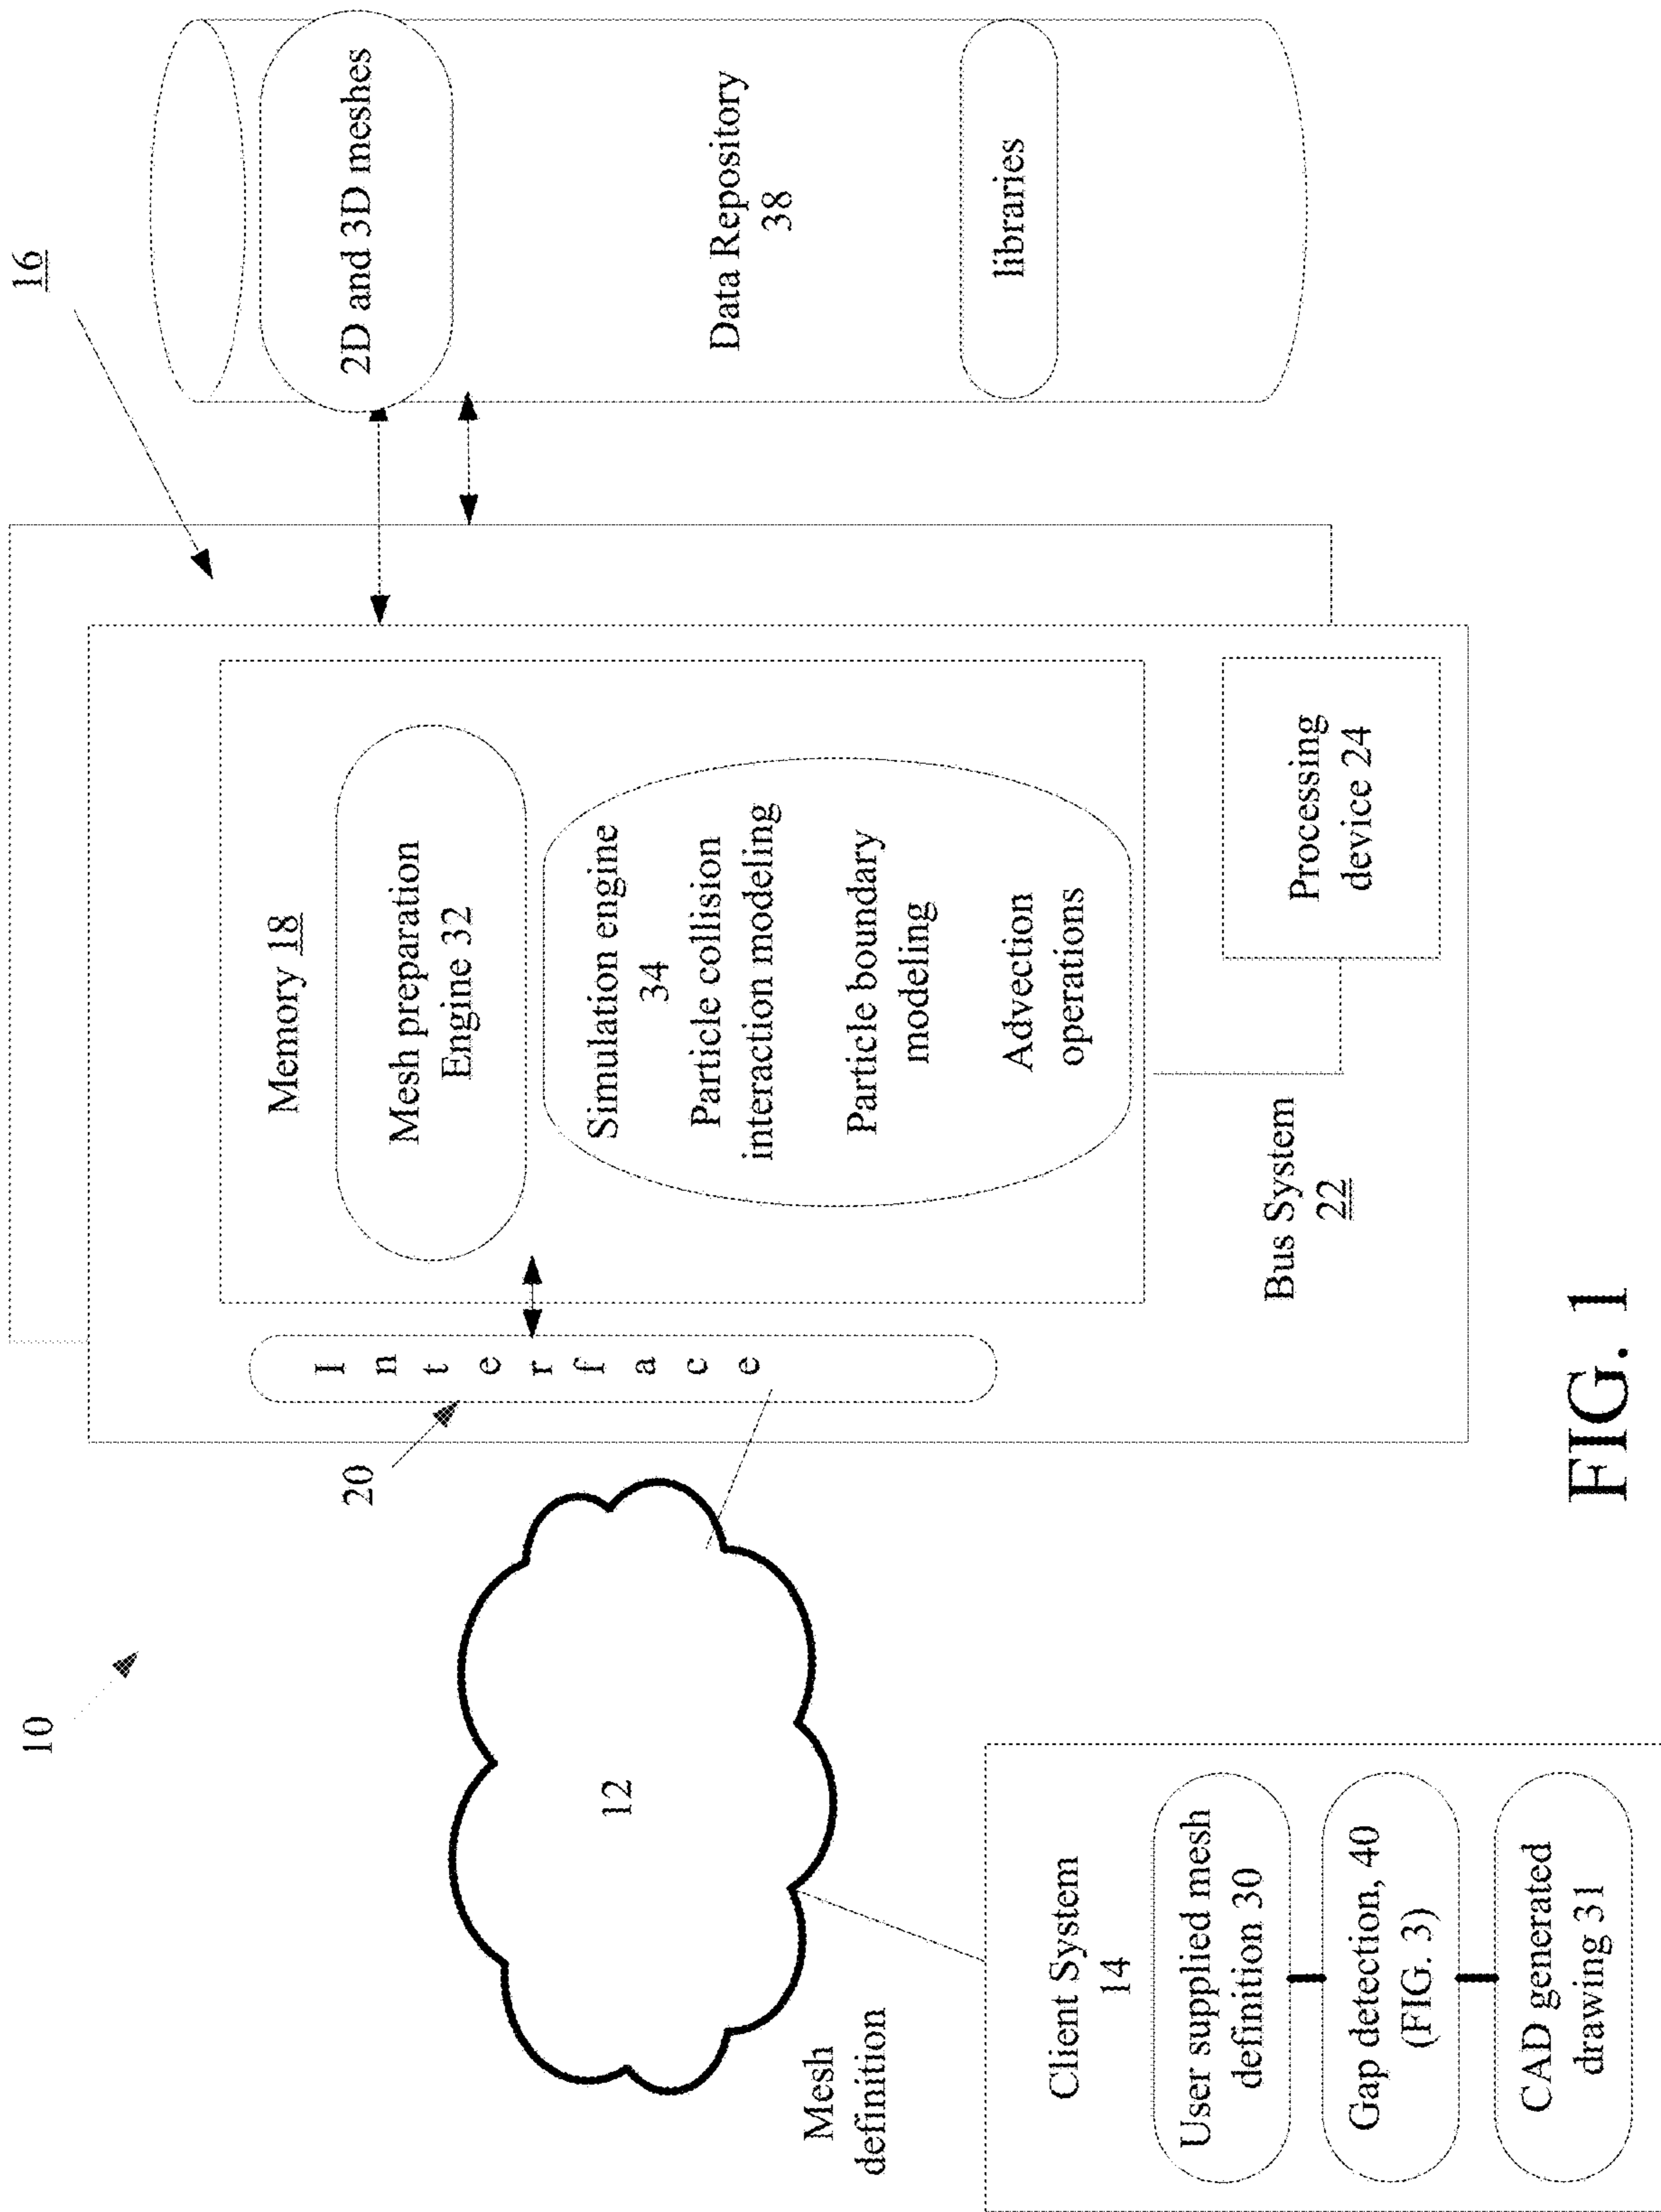 10
16
20
I
n
t
e
r
f
a
c
e
Memory 18
Mesh preparation
Engine 32
Simulation engine
34
Particle collision
interaction modeling
Particle boundary
modeling
Advection
operations
Bus System
22
Processing
device 24
2D and 3D meshes
Data Repository
38
libraries
12
Mesh
definition
Client System
14
User supplied mesh
definition 30
Gap detection, 40
(FIG. 3)
CAD generated
drawing 31
FIG. 1